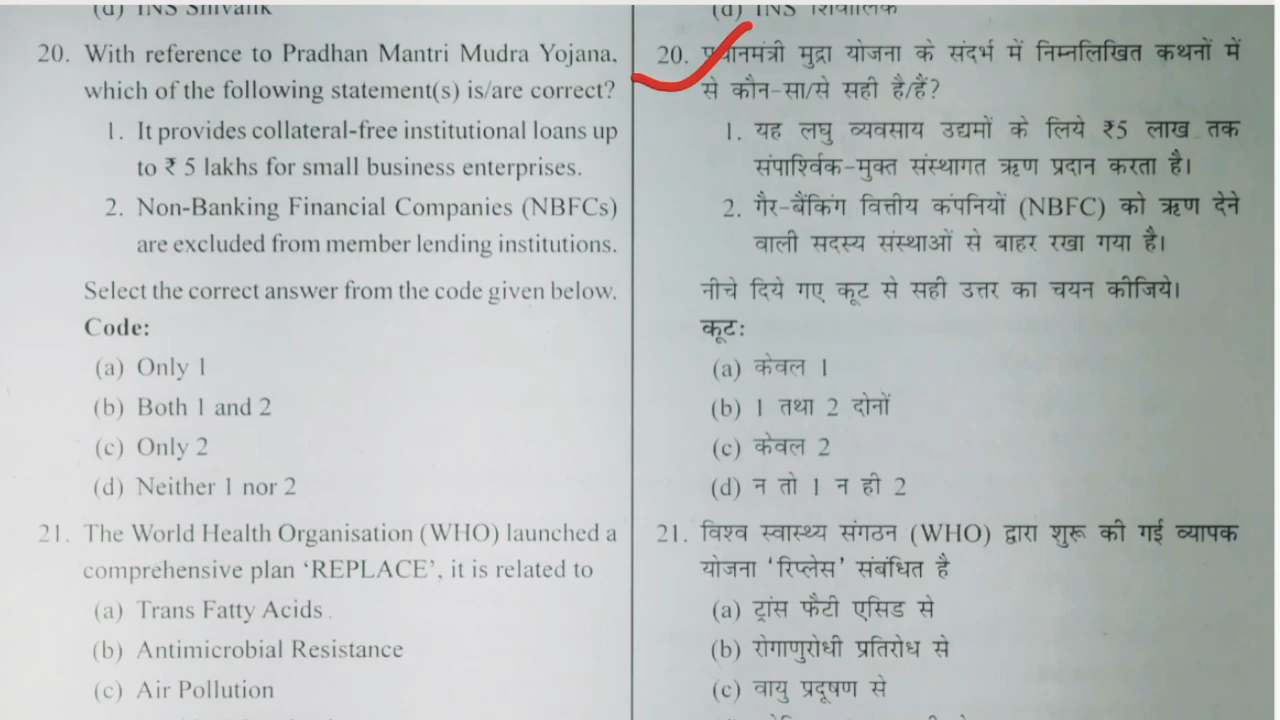 (d) INS Shivalik
20. With reference to Pradhan Mantri Mudra Yojana,
which of the following statement(s) is/are correct?
1. It provides collateral-free institutional loans up
to ₹ 5 lakhs for small business enterprises.
2. Non-Banking Financial Companies (NBFCs)
are excluded from member lending institutions.
Select the correct answer from the code given below.
Code:
(a) Only 1
(b) Both 1 and 2
(c) Only 2
(d) Neither 1 nor 2
21. The World Health Organisation (WHO) launched a
comprehensive plan ‘REPLACE’, it is related to
(a) Trans Fatty Acids
(b) Antimicrobial Resistance
(c) Air Pollution
(d) INS शिवालिक
20. प्रधानमंत्री मुद्रा योजना के संदर्भ में निम्नलिखित कथनों में
से कौन-सा/से सही है/हैं?
1. यह लघु व्यवसाय उद्यमों के लिये ₹5 लाख तक
संपार्श्विक-मुक्त संस्थागत ऋण प्रदान करता है।
2. गैर-बैंकिंग वित्तीय कंपनियों (NBFC) को ऋण देने
वाली सदस्य संस्थाओं से बाहर रखा गया है।
नीचे दिये गए कूट से सही उत्तर का चयन कीजिये।
कूट:
(a) केवल 1
(b) 1 तथा 2 दोनों
(c) केवल 2
(d) न तो 1 न ही 2
21. विश्व स्वास्थ्य संगठन (WHO) द्वारा शुरू की गई व्यापक
योजना ‘रिप्लेस’ संबंधित है
(a) ट्रांस फैटी एसिड से
(b) रोगाणुरोधी प्रतिरोध से
(c) वायु प्रदूषण से